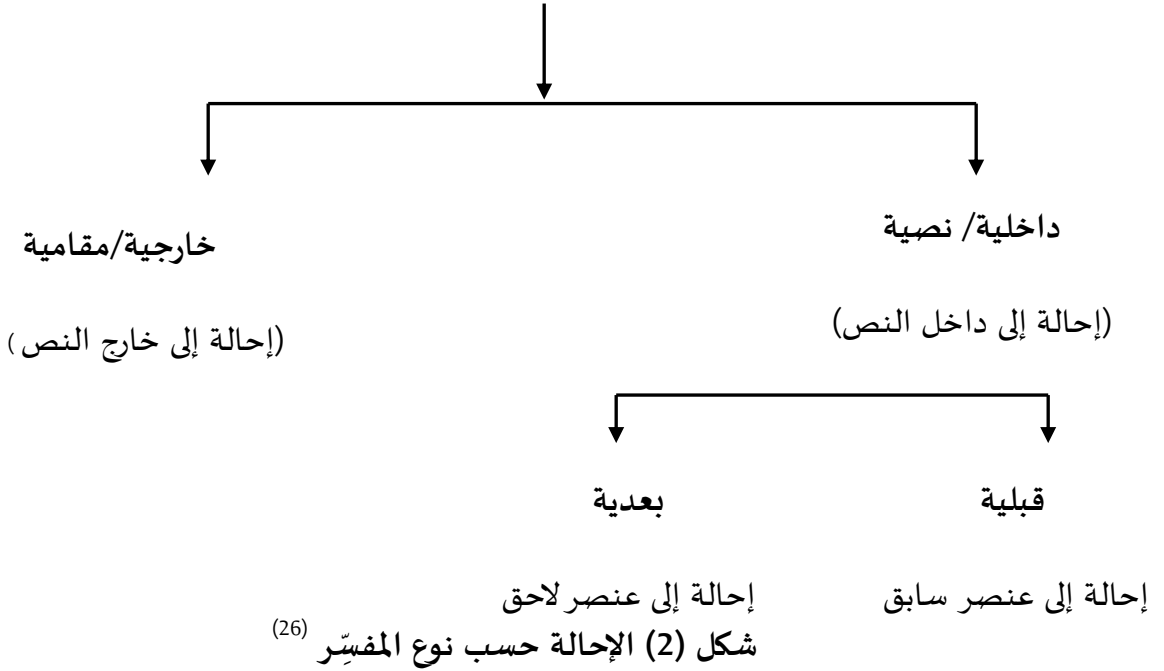 داخلية/ نصية
خارجية/مقامية
(إحالة إلى داخل النص)
(إحالة إلى خارج النص)
قبلية
بعدية
إحالة إلى عنصر سابق
إحالة إلى عنصر لاحق
شكل (2) الإحالة حسب نوع المفسِّر (26)